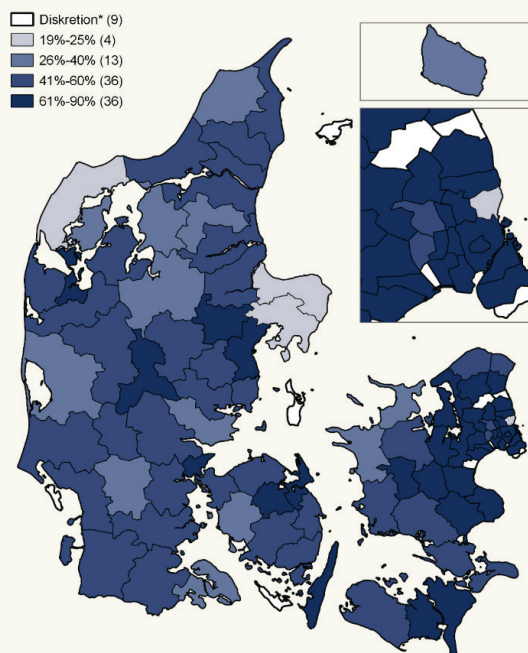 Diskretion* (9)
19%-25% (4)
26%-40% (13)
41%-60% (36)
61%-90% (36)